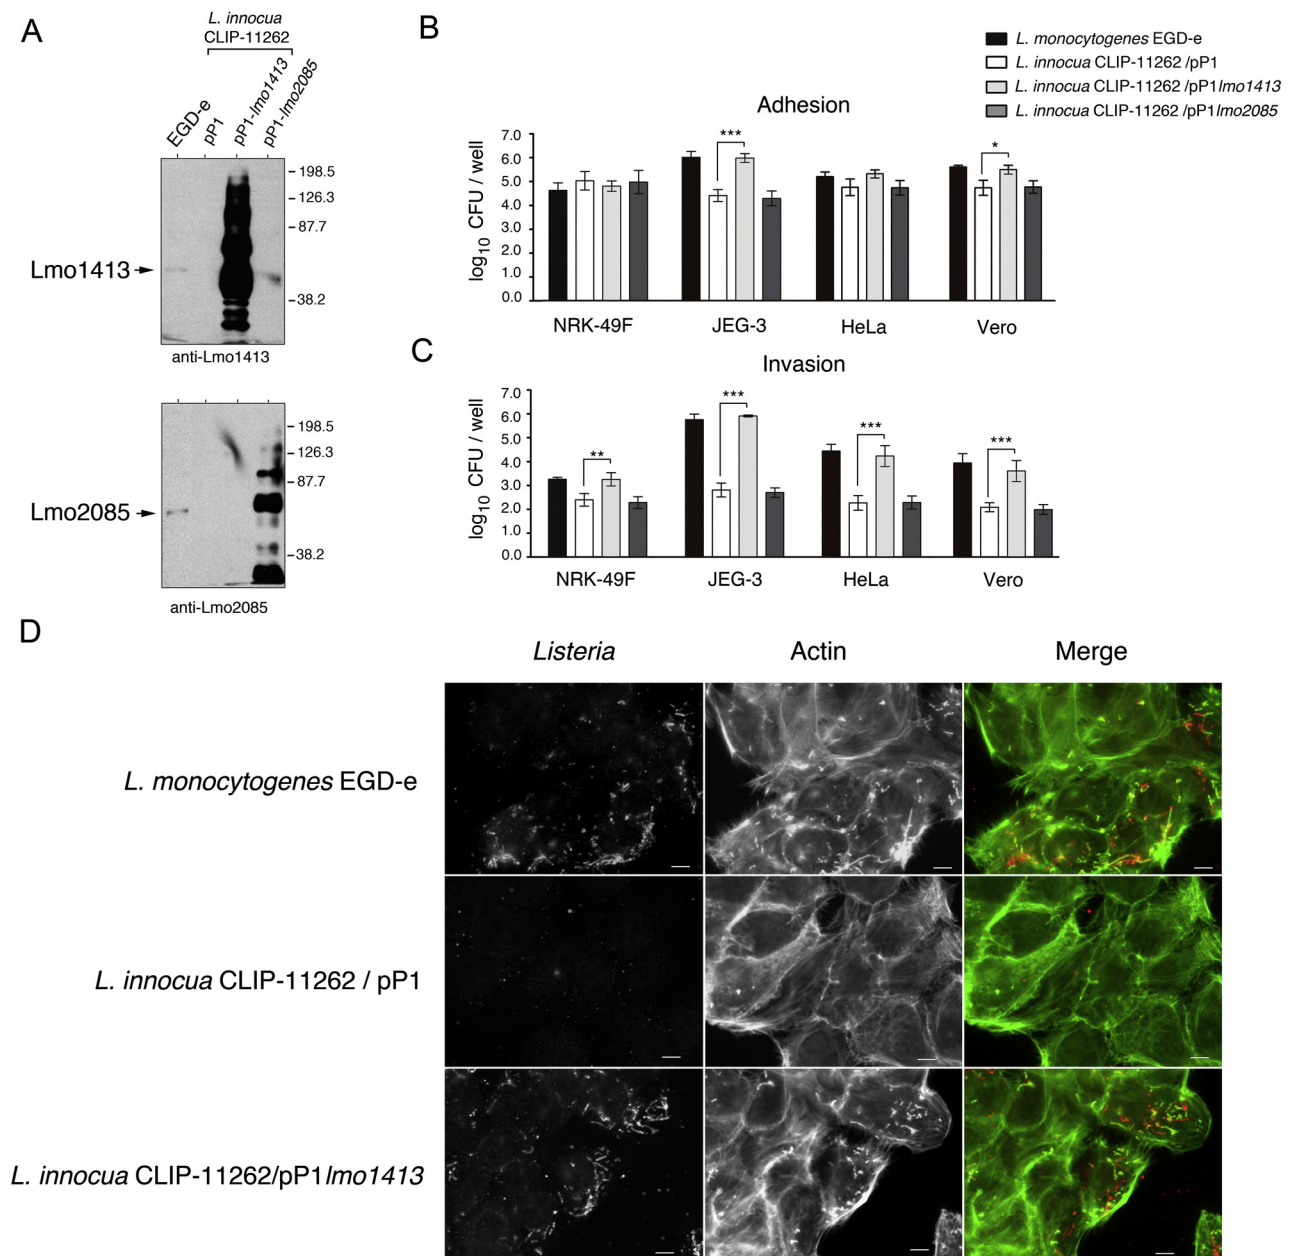 A
L. innocua
CLIP-11262
EGD-e
pP1
pP1-lmo1413
pP1-lmo2085
198.5
126.3
87.7
Lmo1413
38.2
anti-Lmo1413
198.5
126.3
87.7
Lmo2085
38.2
anti-Lmo2085
B
L. monocytogenes EGD-e
L. innocua CLIP-11262 /pP1
L. innocua CLIP-11262 /pP1lmo1413
L. innocua CLIP-11262 /pP1lmo2085
Adhesion
log10 CFU / well
7.0
6.0
5.0
4.0
3.0
2.0
1.0
0.0
***
*
NRK-49F JEG-3 HeLa Vero
C
Invasion
log10 CFU / well
7.0
6.0
5.0
4.0
3.0
2.0
1.0
0.0
**
***
***
***
NRK-49F JEG-3 HeLa Vero
D
Listeria Actin Merge
L. monocytogenes EGD-e
L. innocua CLIP-11262 / pP1
L. innocua CLIP-11262/pP1lmo1413